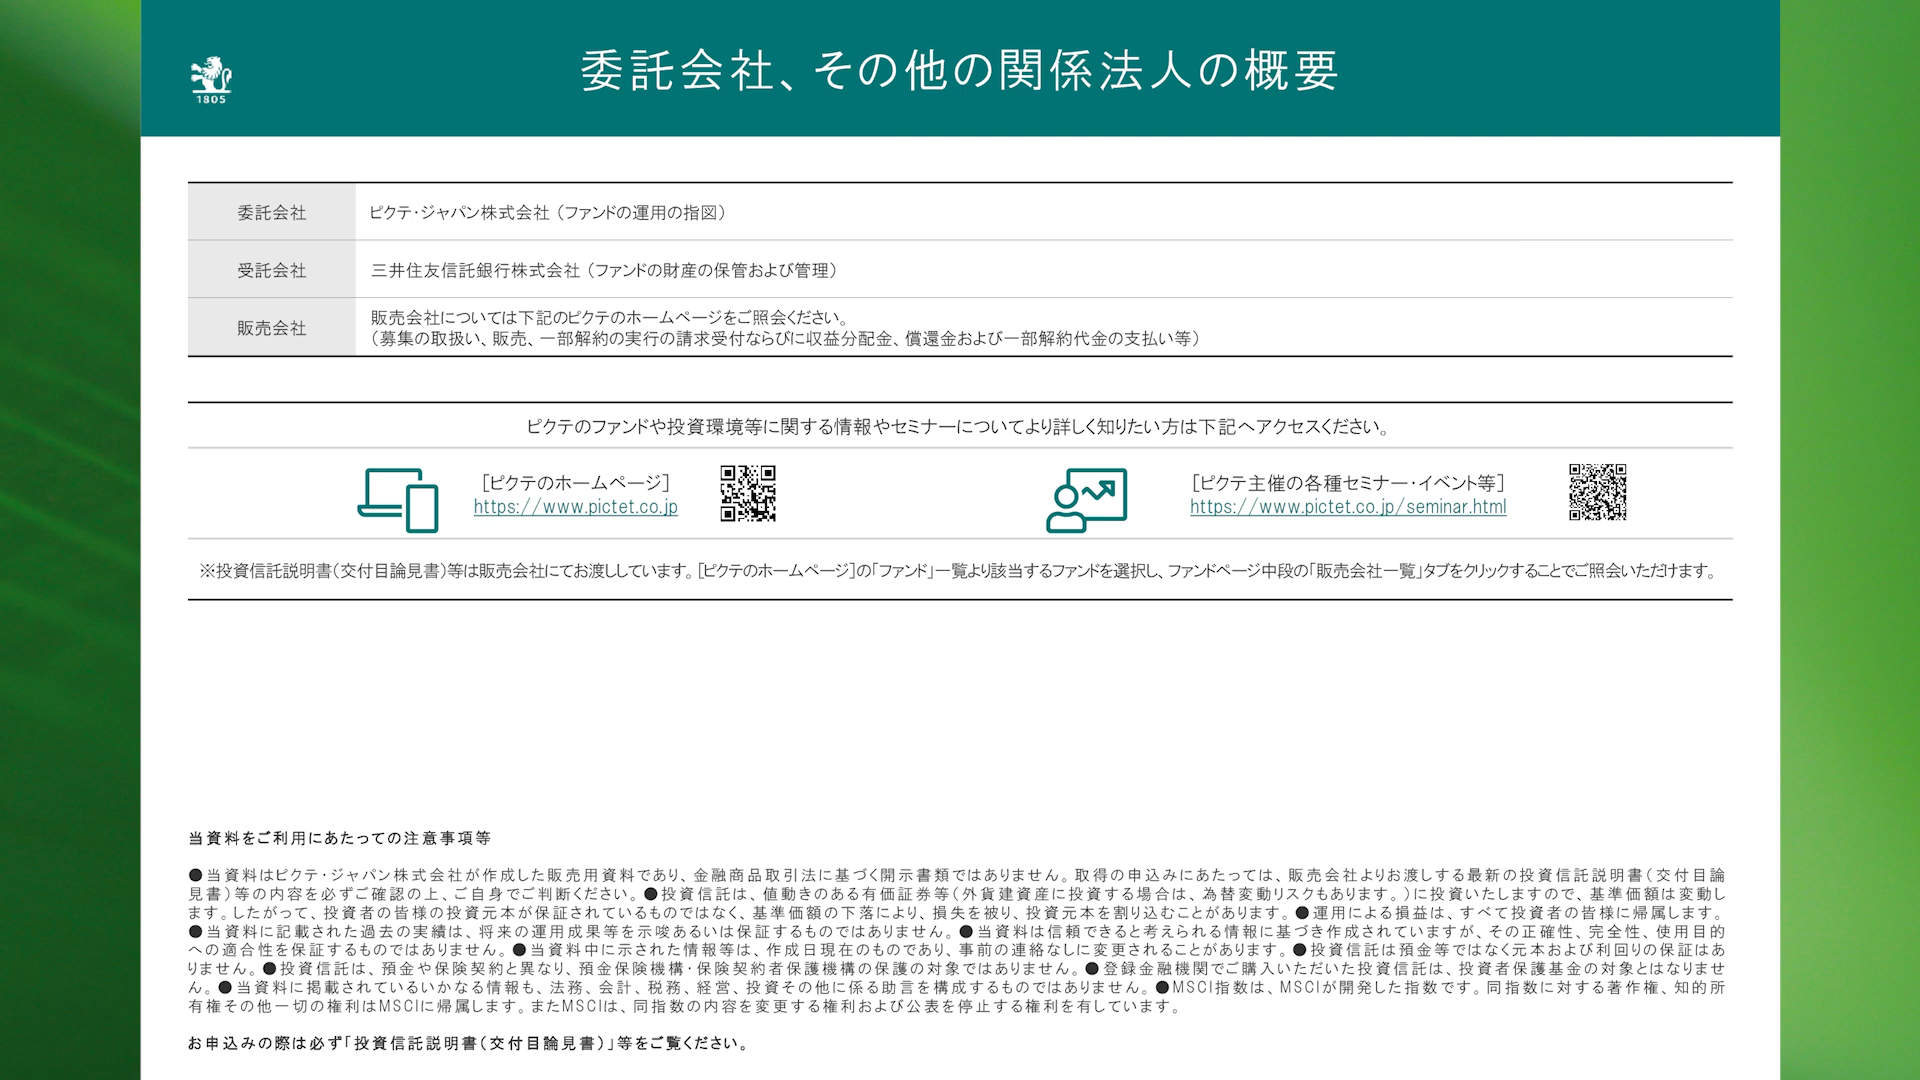 1805
委託会社、その他の関係法人の概要
委託会社
ピクテ・ジャパン株式会社（ファンドの運用の指図）
受託会社
三井住友信託銀行株式会社（ファンドの財産の保管および管理）
販売会社
販売会社については下記のピクテのホームページをご照会ください。
（募集の取扱い、販売、一部解約の実行の請求受付ならびに収益分配金、償還金および一部解約代金の支払い等）
ピクテのファンドや投資環境等に関する情報やセミナーについてより詳しく知りたい方は下記へアクセスください。
［ピクテのホームページ］
https://www.pictet.co.jp
［ピクテ主催の各種セミナー・イベント等］
https://www.pictet.co.jp/seminar.html
※投資信託説明書（交付目論見書）等は販売会社にてお渡ししています。［ピクテのホームページ］の「ファンド」一覧より該当するファンドを選択し、ファンドページ中段の「販売会社一覧」タブをクリックすることでご照会いただけます。
当資料をご利用にあたっての注意事項等
●当資料はピクテ・ジャパン株式会社が作成した販売用資料であり、金融商品取引法に基づく開示書類ではありません。取得の申込みにあたっては、販売会社よりお渡しする最新の投資信託説明書（交付目論
見書）等の内容を必ずご確認の上、ご自身でご判断ください。●投資信託は、値動きのある有価証券等（外貨建資産に投資する場合は、為替変動リスクもあります。）に投資いたしますので、基準価額は変動し
ます。したがって、投資者の皆様の投資元本が保証されているものではなく、基準価額の下落により、損失を被り、投資元本を割り込むことがあります。●運用による損益は、すべて投資者の皆様に帰属します。
●当資料に記載された過去の実績は、将来の運用成果等を示唆あるいは保証するものではありません。●当資料は信頼できると考えられる情報に基づき作成されていますが、その正確性、完全性、使用目的
への適合性を保証するものではありません。●当資料中に示された情報等は、作成日現在のものであり、事前の連絡なしに変更されることがあります。●投資信託は預金等ではなく元本および利回りの保証はあ
りません。●投資信託は、預金や保険契約と異なり、預金保険機構・保険契約者保護機構の保護の対象ではありません。●登録金融機関でご購入いただいた投資信託は、投資者保護基金の対象とはなりませ
ん。●当資料に掲載されているいかなる情報も、法務、会計、税務、経営、投資その他に係る助言を構成するものではありません。●MSCI指数は、MSCIが開発した指数です。同指数に対する著作権、知的所
有権その他一切の権利はMSCIに帰属します。またMSCIは、同指数の内容を変更する権利および公表を停止する権利を有しています。
お申込みの際は必ず「投資信託説明書（交付目論見書）」等をご覧ください。